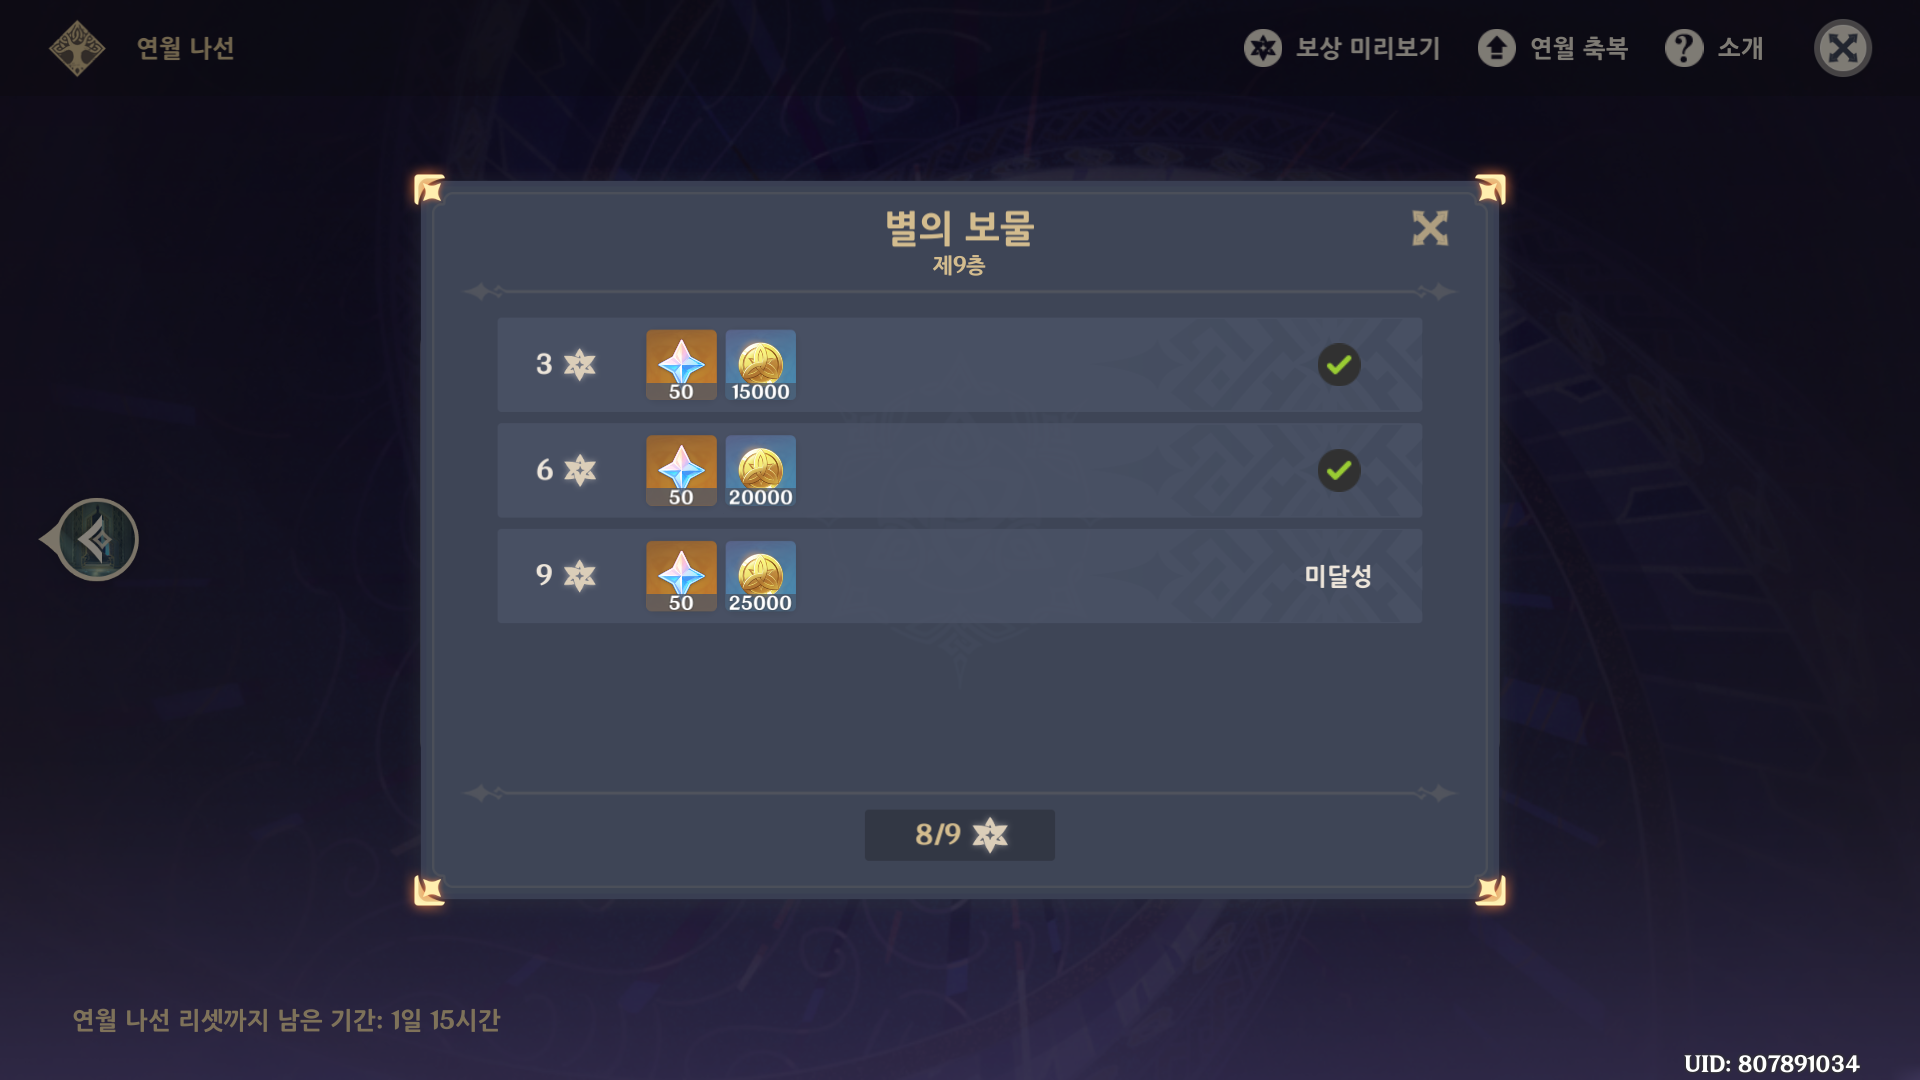 연월 나선
보상 미리보기
연월 축복
소개
별의 보물
제9층
3
50
15000
6
50
20000
9
50
25000
미달성
8/9
연월 나선 리셋까지 남은 기간: 1일 15시간
UID: 807891034